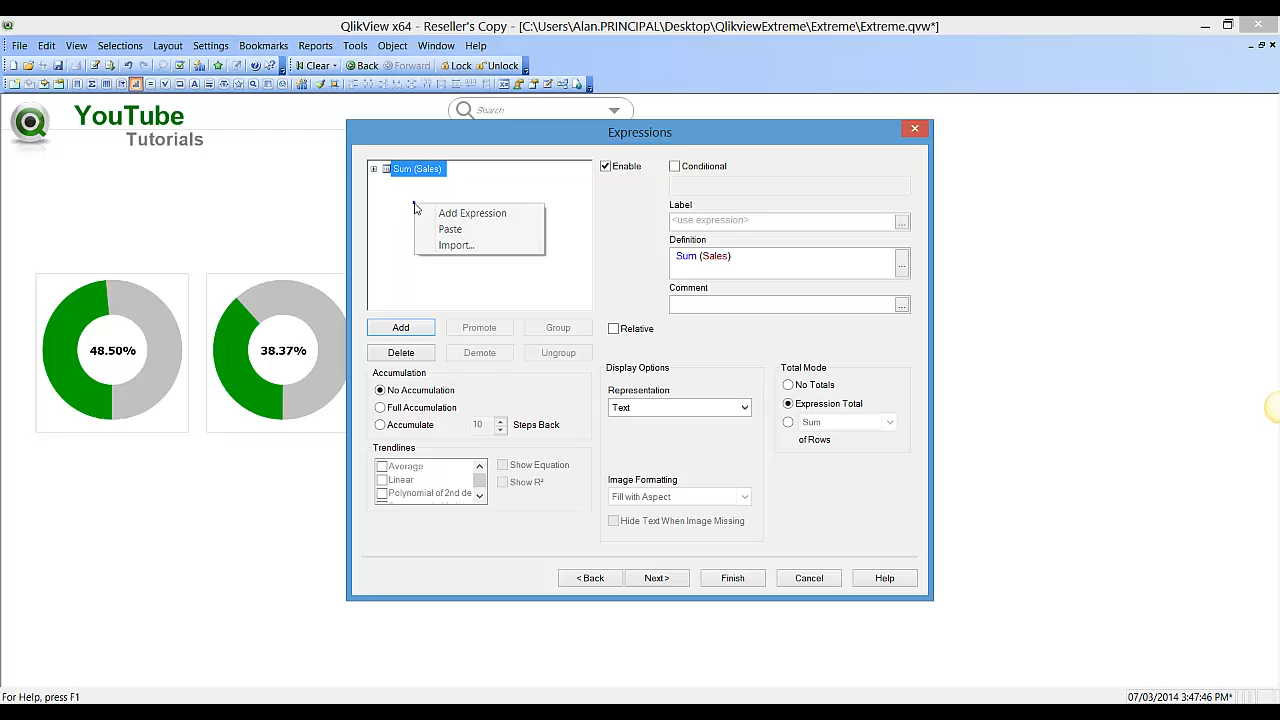 QlikView x64 - Reseller's Copy - [C:\Users\Alan.PRINCIPAL\Desktop\QlikviewExtreme\Extreme\Extreme.qvw*]
File Edit View Selections Layout Settings Bookmarks Reports Tools Object Window Help
Clear Back Forward Lock Unlock
YouTube
Tutorials
Search
Expressions
Sum (Sales)
Enable
Conditional
Add Expression
Paste
Import...
Label
<use expression>
...
Definition
Sum (Sales)
...
Comment
...
Add Promote Group
Relative
Delete Demote Ungroup
48.50%
38.37%
Accumulation
No Accumulation
Full Accumulation
Accumulate 10 Steps Back
Display Options
Representation
Text
Total Mode
No Totals
Expression Total
Sum
of Rows
Trendlines
Average
Linear
Polynomial of 2nd de
Show Equation
Show R²
Image Formatting
Fill with Aspect
Hide Text When Image Missing
< Back Next > Finish Cancel Help
For Help, press F1
07/03/2014 3:47:46 PM*